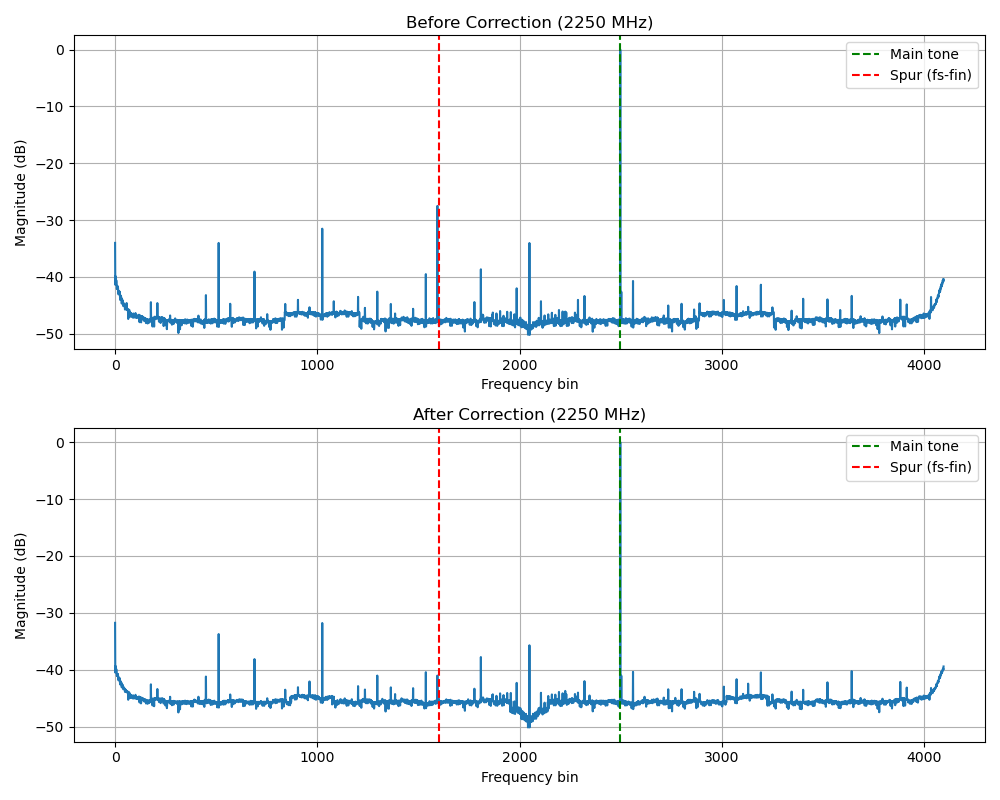 Before Correction (2250 MHz)
Magnitude (dB)
0
−10
−20
−30
−40
−50
Main tone
Spur (fs-fin)
0
1000
2000
3000
4000
Frequency bin
After Correction (2250 MHz)
Magnitude (dB)
0
−10
−20
−30
−40
−50
Main tone
Spur (fs-fin)
0
1000
2000
3000
4000
Frequency bin